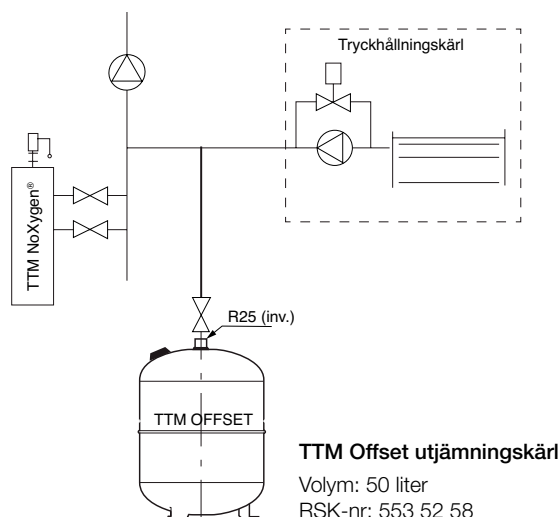 Tryckhållningskärl
TTM NoXygen®
R25 (inv.)
TTM OFFSET
TTM Offset utjämningskärl
Volym: 50 liter
RSK-nr: 553 52 58